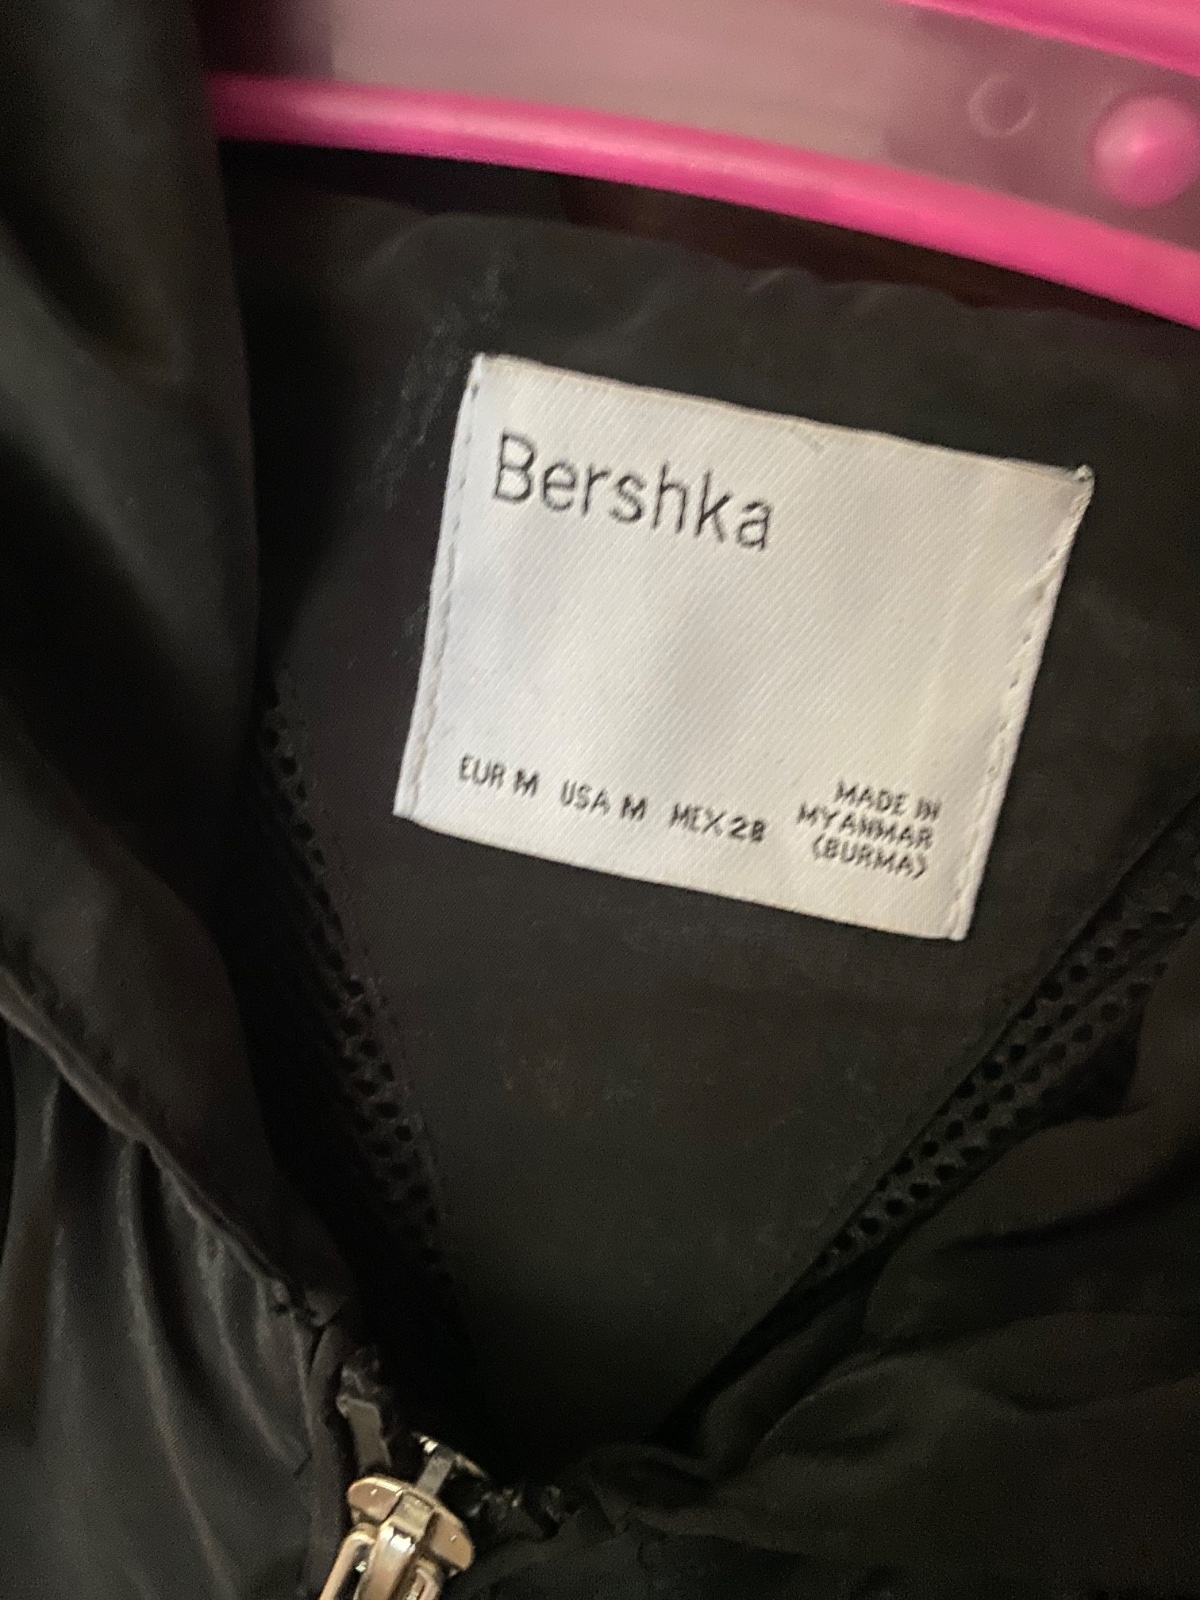 Bershka
EUR M USA M MEX 28
MADE IN
MYANMAR
(BURMA)